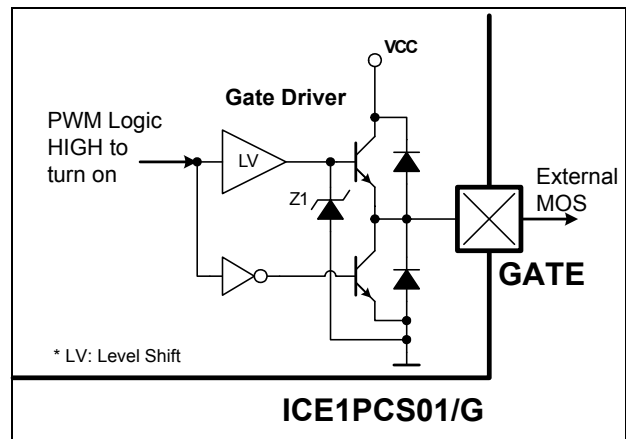 VCC
Gate Driver
PWM Logic
HIGH to
turn on
LV
Z1
External
MOS
GATE
* LV: Level Shift
ICE1PCS01/G